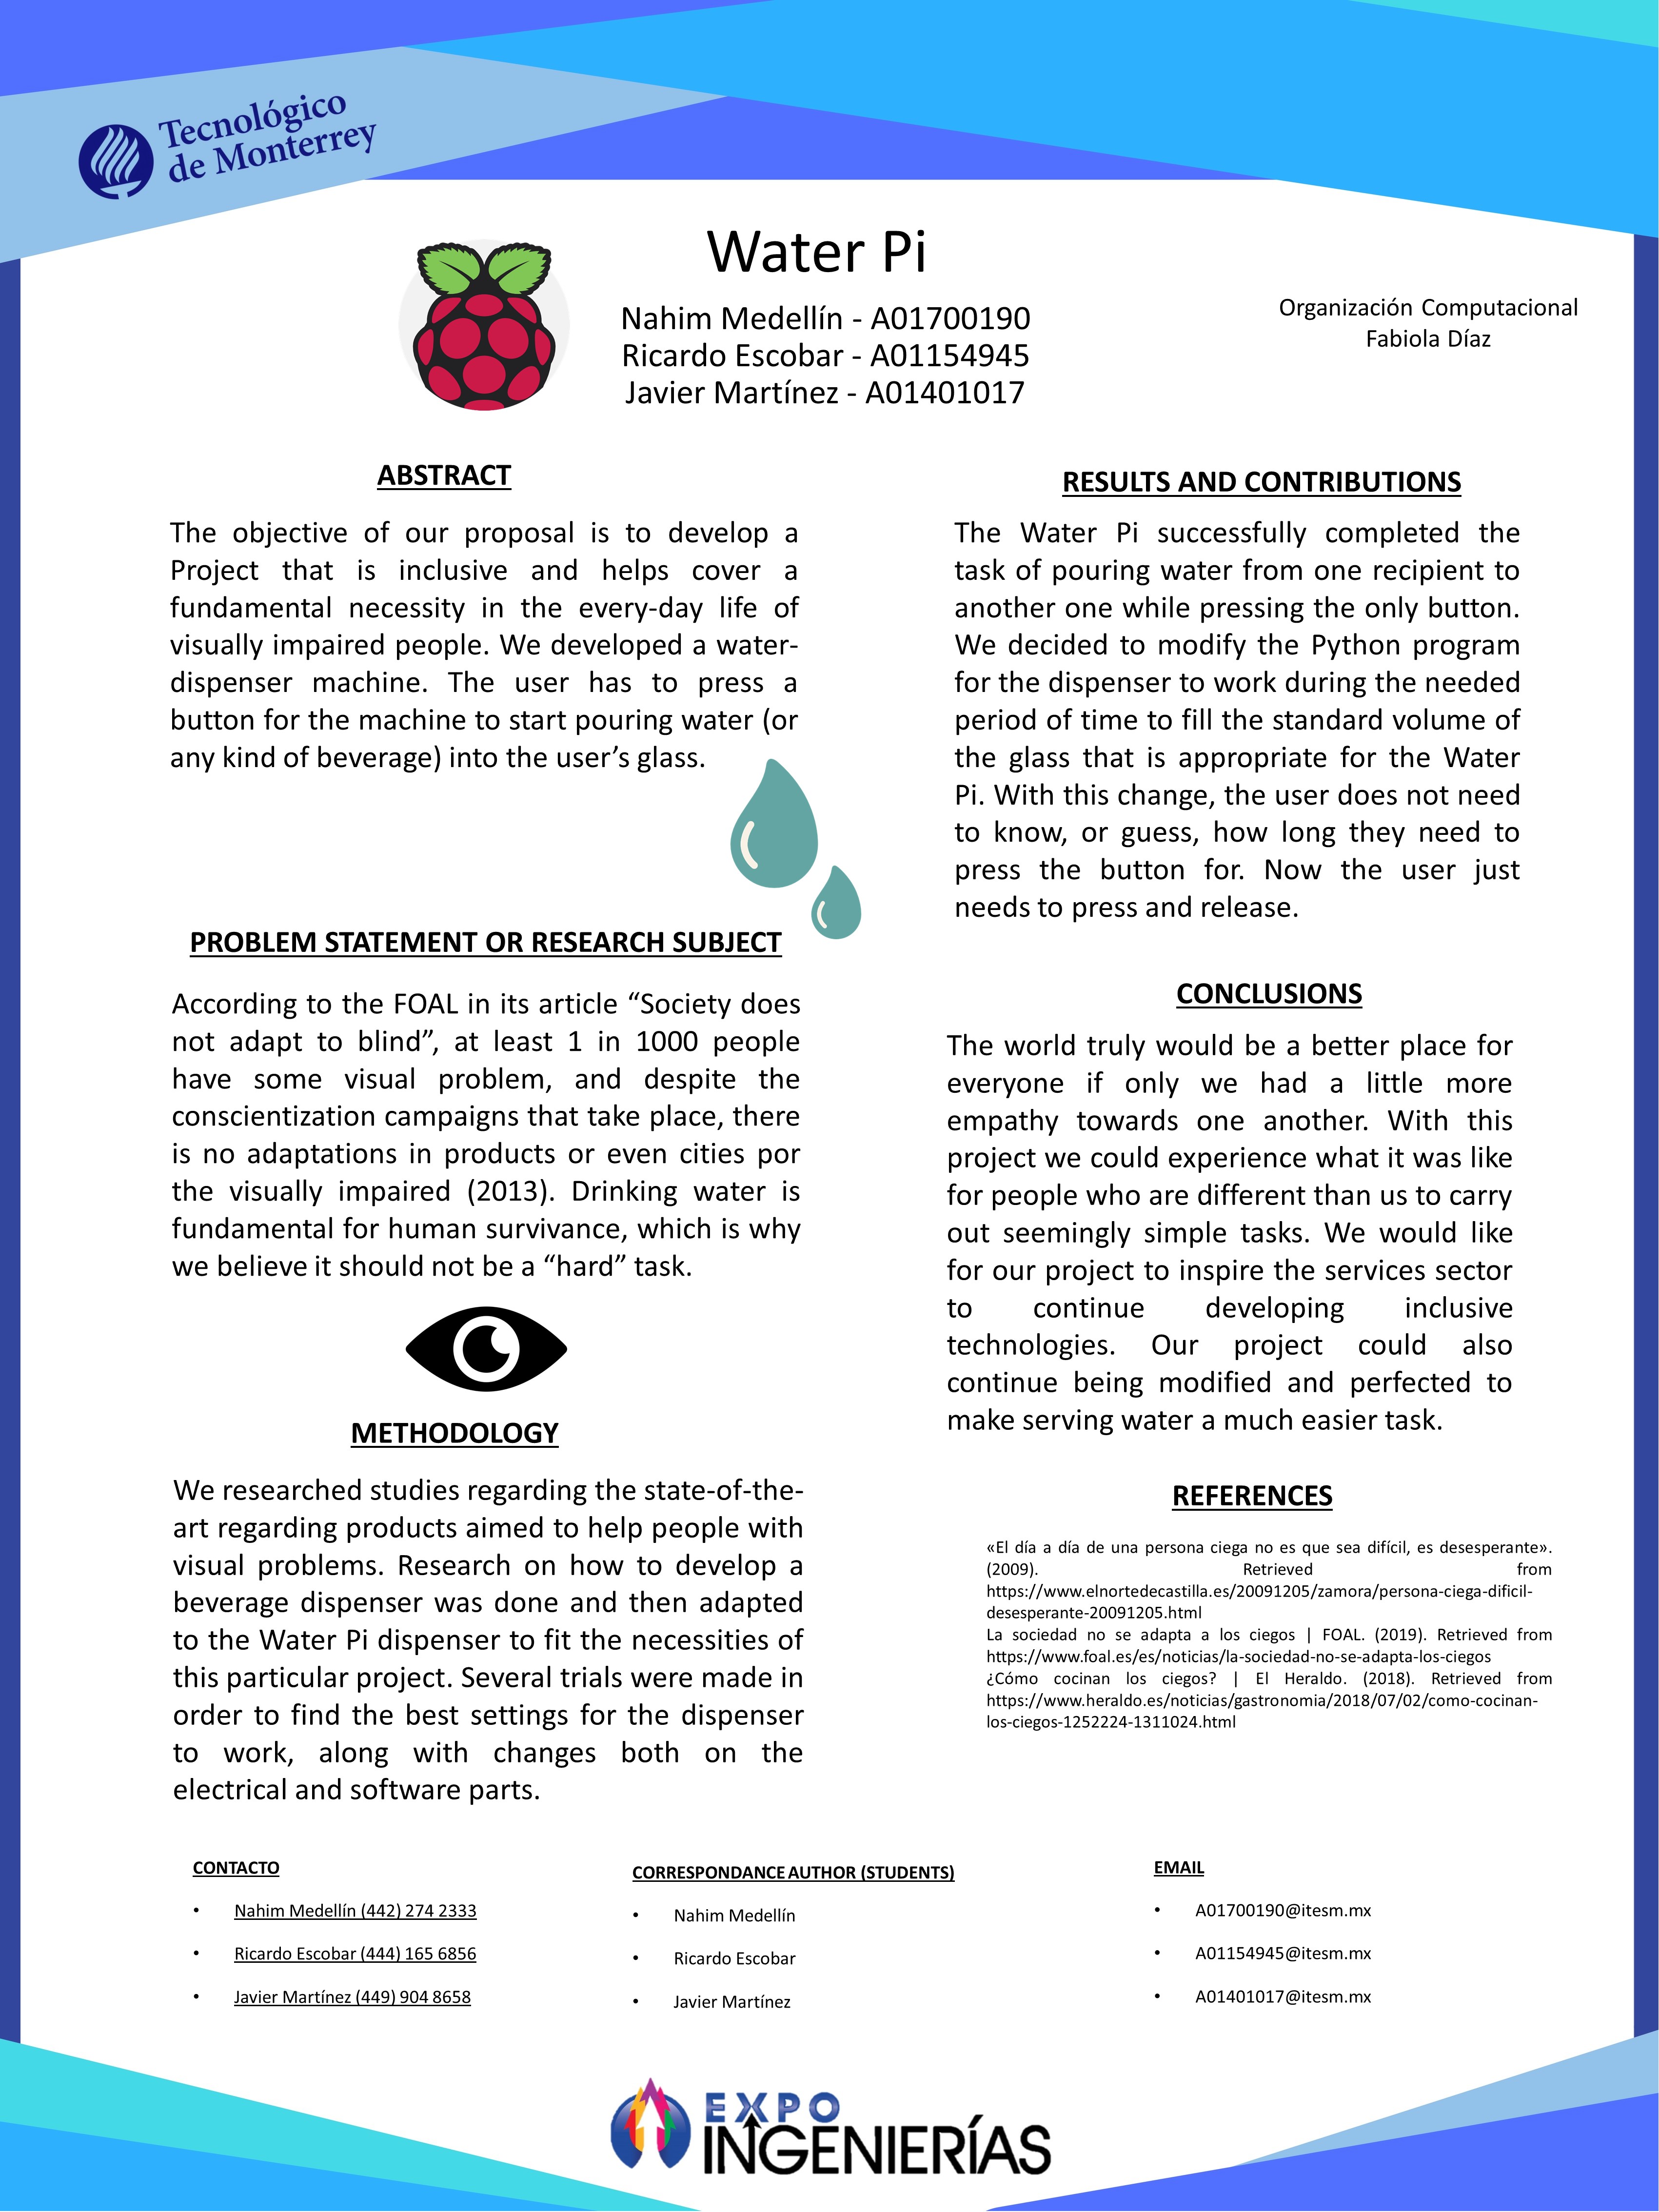 Tecnológico
de Monterrey
Water Pi
Nahim Medellín - A01700190
Ricardo Escobar - A01154945
Javier Martínez - A01401017
Organización Computacional
Fabiola Díaz
ABSTRACT
The objective of our proposal is to develop a
Project that is inclusive and helps cover a
fundamental necessity in the every-day life of
visually impaired people. We developed a water-
dispenser machine. The user has to press a
button for the machine to start pouring water (or
any kind of beverage) into the user’s glass.
PROBLEM STATEMENT OR RESEARCH SUBJECT
According to the FOAL in its article “Society does
not adapt to blind”, at least 1 in 1000 people
have some visual problem, and despite the
conscientization campaigns that take place, there
is no adaptations in products or even cities por
the visually impaired (2013). Drinking water is
fundamental for human survivance, which is why
we believe it should not be a “hard” task.
METHODOLOGY
We researched studies regarding the state-of-the-
art regarding products aimed to help people with
visual problems. Research on how to develop a
beverage dispenser was done and then adapted
to the Water Pi dispenser to fit the necessities of
this particular project. Several trials were made in
order to find the best settings for the dispenser
to work, along with changes both on the
electrical and software parts.
RESULTS AND CONTRIBUTIONS
The Water Pi successfully completed the
task of pouring water from one recipient to
another one while pressing the only button.
We decided to modify the Python program
for the dispenser to work during the needed
period of time to fill the standard volume of
the glass that is appropriate for the Water
Pi. With this change, the user does not need
to know, or guess, how long they need to
press the button for. Now the user just
needs to press and release.
CONCLUSIONS
The world truly would be a better place for
everyone if only we had a little more
empathy towards one another. With this
project we could experience what it was like
for people who are different than us to carry
out seemingly simple tasks. We would like
for our project to inspire the services sector
to continue developing inclusive
technologies. Our project could also
continue being modified and perfected to
make serving water a much easier task.
REFERENCES
«El día a día de una persona ciega no es que sea difícil, es desesperante».
(2009). Retrieved from
https://www.elnortedecastilla.es/20091205/zamora/persona-ciega-dificil-
desesperante-20091205.html
La sociedad no se adapta a los ciegos | FOAL. (2019). Retrieved from
https://www.foal.es/es/noticias/la-sociedad-no-se-adapta-los-ciegos
¿Cómo cocinan los ciegos? | El Heraldo. (2018). Retrieved from
https://www.heraldo.es/noticias/gastronomia/2018/07/02/como-cocinan-
los-ciegos-1252224-1311024.html
CONTACTO
• Nahim Medellín (442) 274 2333
• Ricardo Escobar (444) 165 6856
• Javier Martínez (449) 904 8658
CORRESPONDANCE AUTHOR (STUDENTS)
• Nahim Medellín
• Ricardo Escobar
• Javier Martínez
EMAIL
• A01700190@itesm.mx
• A01154945@itesm.mx
• A01401017@itesm.mx
EXPO
INGENIERÍAS